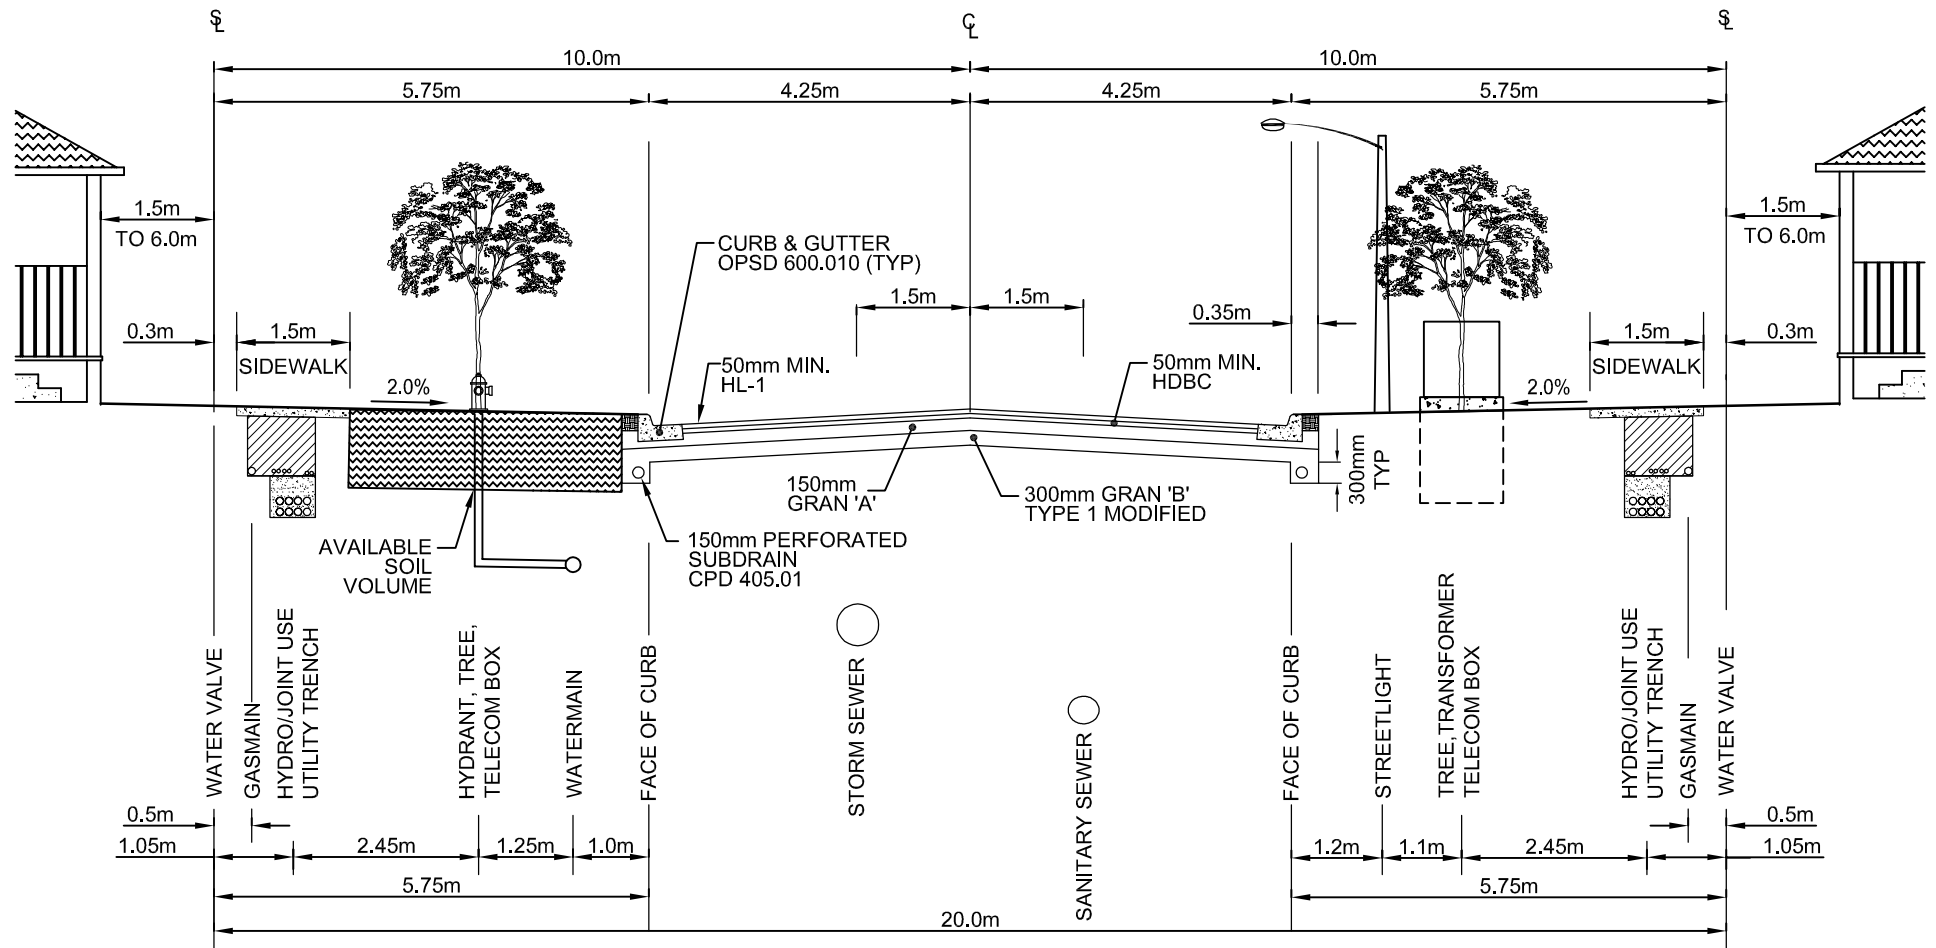 ℄
10.0m 10.0m
5.75m 4.25m 4.25m 5.75m
1.5m
TO 6.0m
CURB & GUTTER
OPSD 600.010 (TYP)
1.5m
TO 6.0m
1.5m 1.5m
0.35m
0.3m
1.5m
SIDEWALK
1.5m
SIDEWALK
0.3m
2.0%
50mm MIN.
HL-1
50mm MIN.
HDBC
2.0%
150mm
GRAN 'A'
300mm GRAN 'B'
TYPE 1 MODIFIED
300mm
TYP
AVAILABLE
SOIL
VOLUME
150mm PERFORATED
SUBDRAIN
CPD 405.01
WATER VALVE
GASMAIN
HYDRO/JOINT USE
UTILITY TRENCH
HYDRANT, TREE,
TELECOM BOX
WATERMAIN
FACE OF CURB
STORM SEWER
SANITARY SEWER
FACE OF CURB
STREETLIGHT
TREE,TRANSFORMER
TELECOM BOX
HYDRO/JOINT USE
UTILITY TRENCH
GASMAIN
WATER VALVE
0.5m 0.5m
1.05m 2.45m 1.25m 1.0m 1.2m 1.1m 2.45m 1.05m
5.75m 5.75m
20.0m